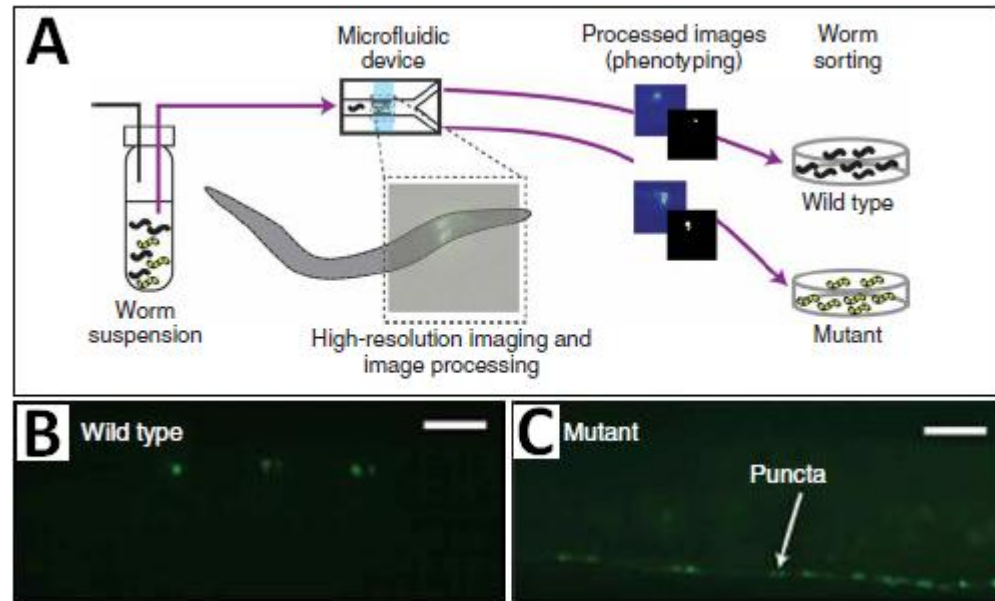 A
Microfluidic
device
Processed images
(phenotyping)
Worm
sorting
Wild type
Worm
suspension
High-resolution imaging and
image processing
Mutant
B
Wild type
C
Mutant
Puncta